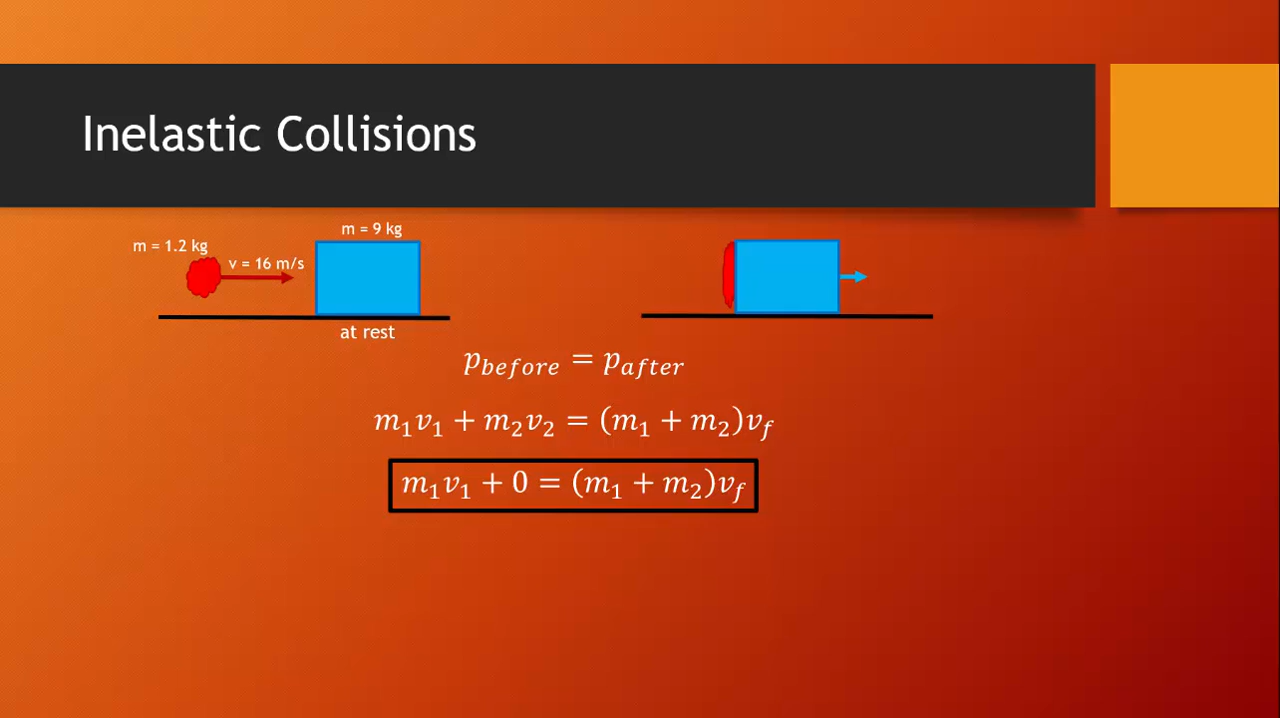 Inelastic Collisions
m = 9 kg
m = 1.2 kg
v = 16 m/s
at rest
p_before = p_after
m₁v₁ + m₂v₂ = (m₁ + m₂)v_f
m₁v₁ + 0 = (m₁ + m₂)v_f